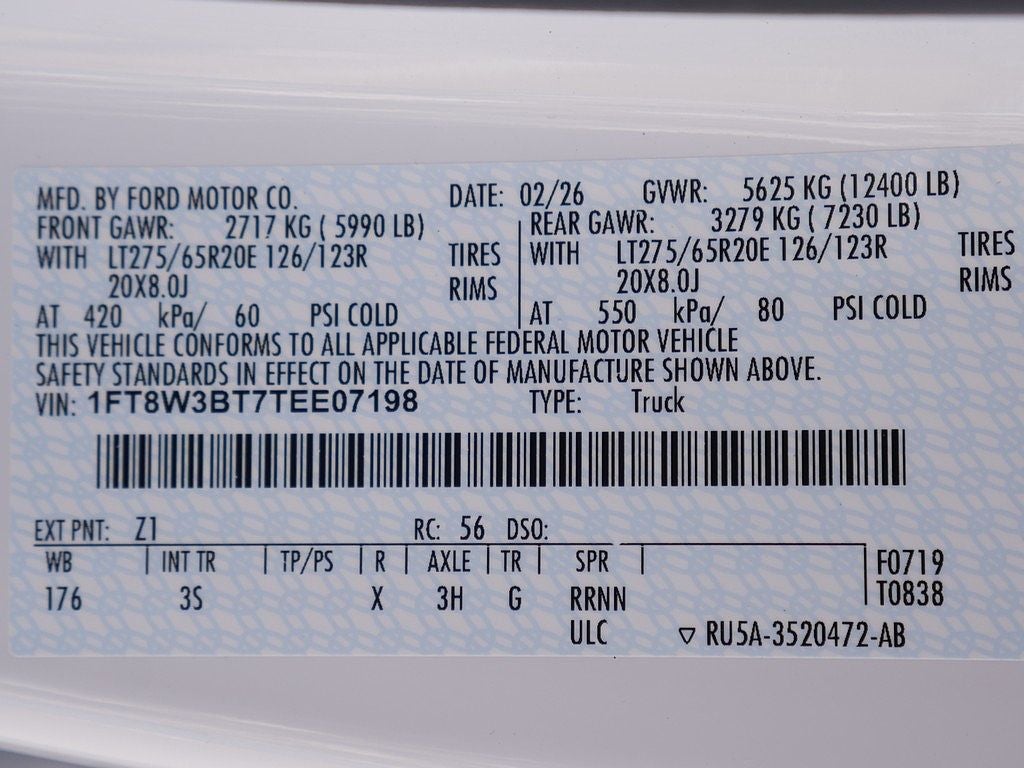 MFD. BY FORD MOTOR CO. DATE: 02/26 GVWR: 5625 KG (12400 LB)
FRONT GAWR: 2717 KG ( 5990 LB) REAR GAWR: 3279 KG ( 7230 LB)
WITH LT275/65R20E 126/123R TIRES WITH LT275/65R20E 126/123R TIRES
20X8.0J RIMS 20X8.0J RIMS
AT 420 kPa/ 60 PSI COLD AT 550 kPa/ 80 PSI COLD
THIS VEHICLE CONFORMS TO ALL APPLICABLE FEDERAL MOTOR VEHICLE
SAFETY STANDARDS IN EFFECT ON THE DATE OF MANUFACTURE SHOWN ABOVE.
VIN: 1FT8W3BT7TEE07198 TYPE: Truck
EXT PNT: Z1 RC: 56 DSO:
WB INT TR TP/PS R AXLE TR SPR F0719
176 3S X 3H G RRNN T0838
ULC ▽ RU5A-3520472-AB